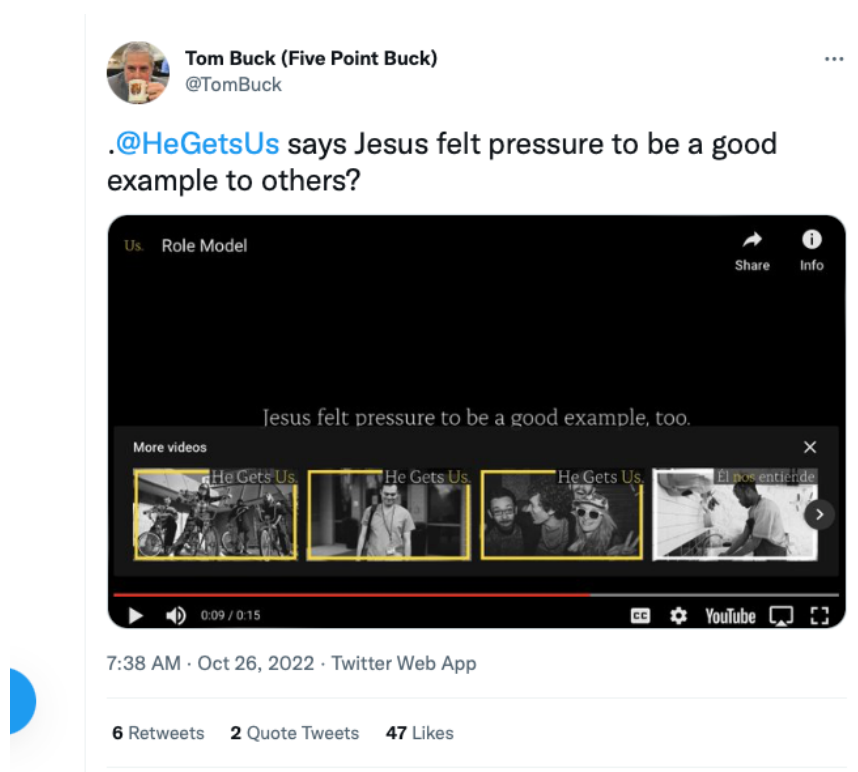 Tom Buck (Five Point Buck)
@TomBuck
.@HeGetsUs says Jesus felt pressure to be a good
example to others?
Us. Role Model
Share Info
Jesus felt pressure to be a good example, too.
More videos
He Gets Us. He Gets Us. He Gets Us. Él nos entiende
0:09 / 0:15 CC YouTube
7:38 AM · Oct 26, 2022 · Twitter Web App
6 Retweets 2 Quote Tweets 47 Likes